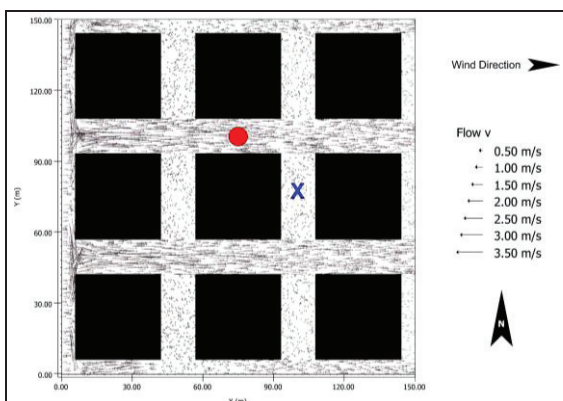 150.00
120.00
90.00
60.00
30.00
0.00
Y (m)
X
0.00 30.00 60.00 90.00 120.00 150.00
Wind Direction
Flow v
0.50 m/s
1.00 m/s
1.50 m/s
2.00 m/s
2.50 m/s
3.00 m/s
3.50 m/s
N